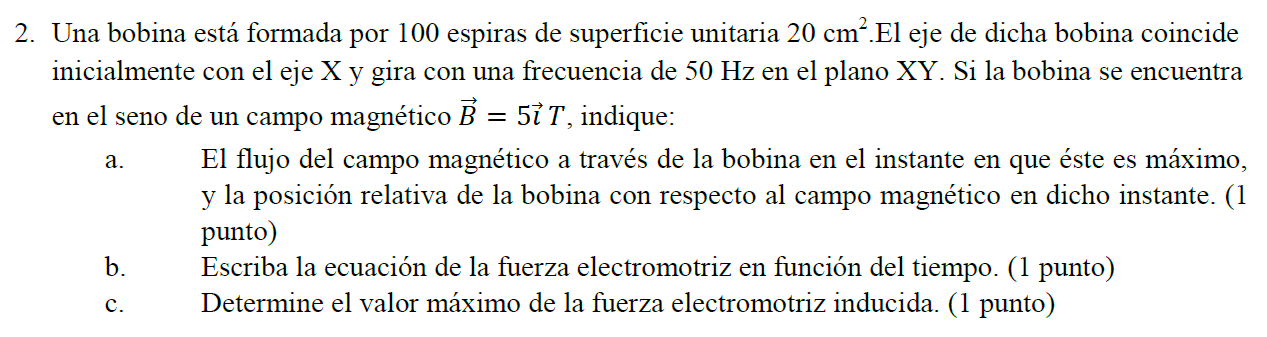 2. Una bobina está formada por 100 espiras de superficie unitaria 20 cm².El eje de dicha bobina coincide
inicialmente con el eje X y gira con una frecuencia de 50 Hz en el plano XY. Si la bobina se encuentra
en el seno de un campo magnético B⃗ = 5i⃗ T, indique:
a. El flujo del campo magnético a través de la bobina en el instante en que éste es máximo,
y la posición relativa de la bobina con respecto al campo magnético en dicho instante. (1
punto)
b. Escriba la ecuación de la fuerza electromotriz en función del tiempo. (1 punto)
c. Determine el valor máximo de la fuerza electromotriz inducida. (1 punto)